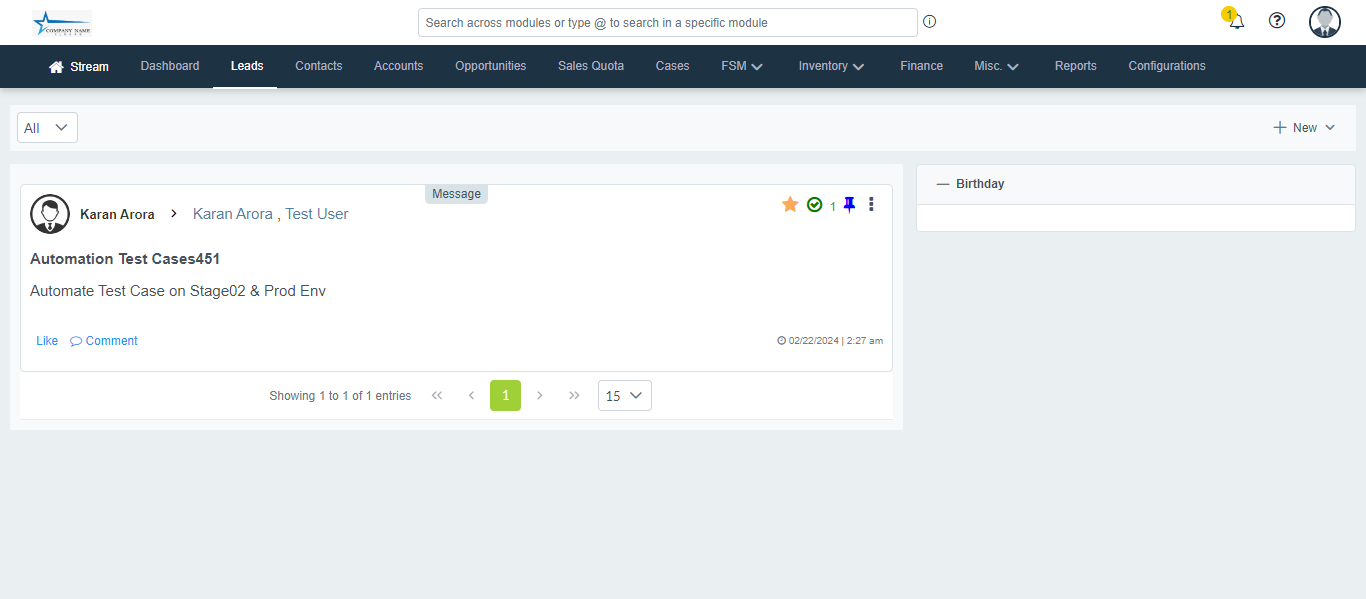 COMPANY NAME
Search across modules or type @ to search in a specific module
1
Stream Dashboard Leads Contacts Accounts Opportunities Sales Quota Cases FSM Inventory Finance Misc. Reports Configurations
All
New
Message
Karan Arora > Karan Arora , Test User
1
Automation Test Cases451
Automate Test Case on Stage02 & Prod Env
Like Comment
02/22/2024 | 2:27 am
Showing 1 to 1 of 1 entries « ‹ 1 › » 15
— Birthday